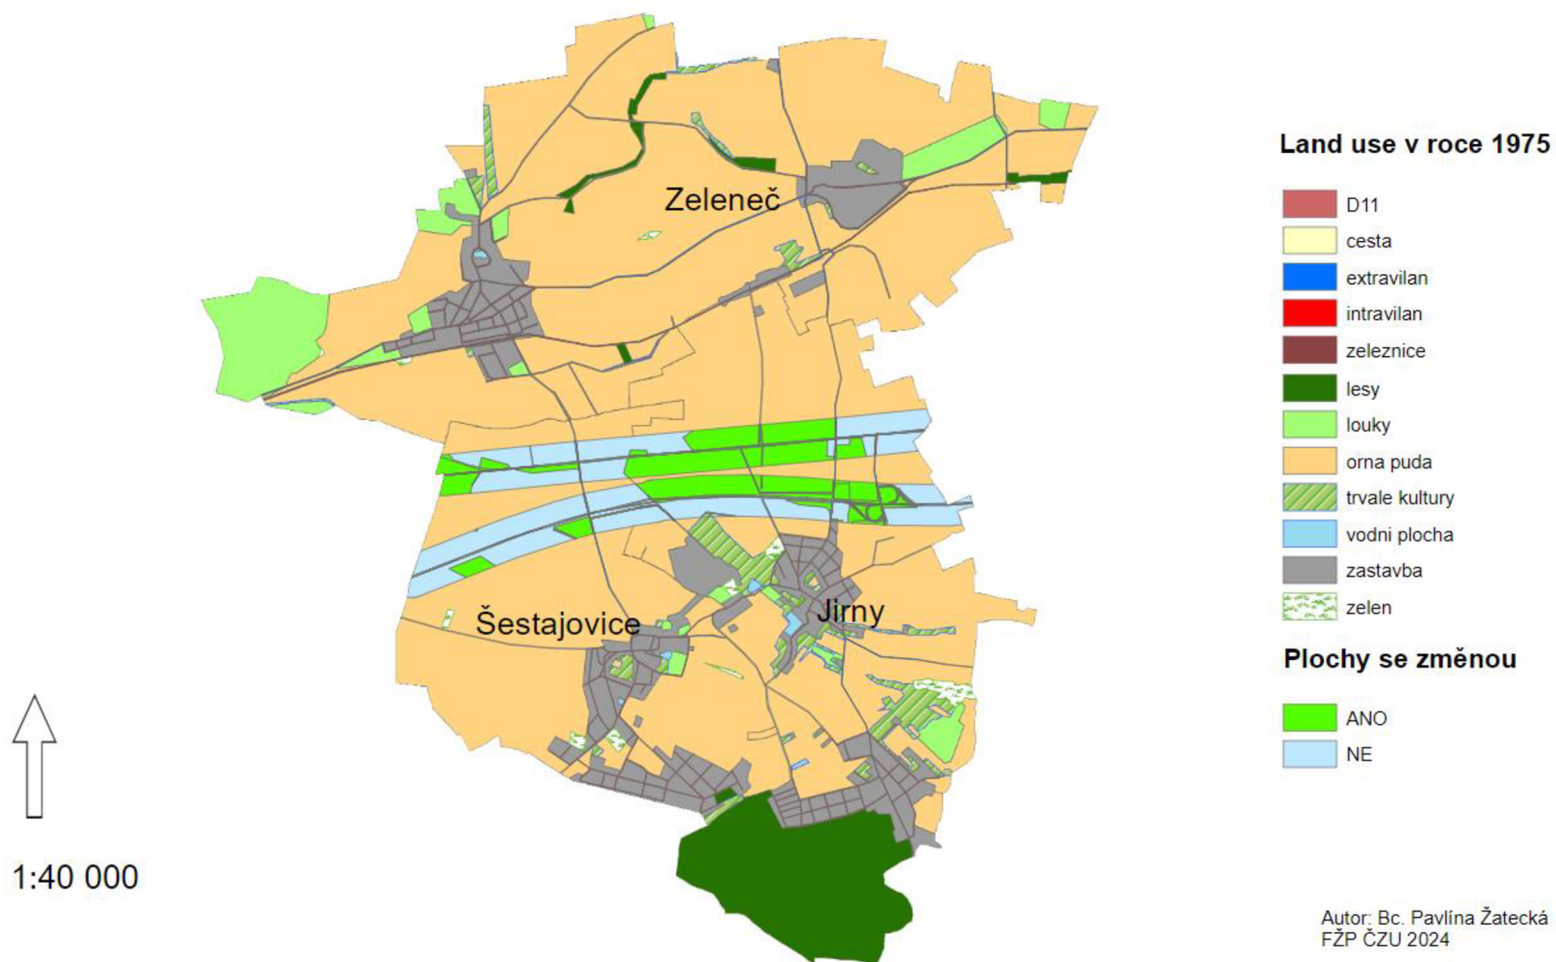 Zeleneč
Šestajovice
Jirny
1:40 000
Land use v roce 1975
D11
cesta
extravilan
intravilan
zeleznice
lesy
louky
orna puda
trvale kultury
vodni plocha
zastavba
zelen
Plochy se změnou
ANO
NE
Autor: Bc. Pavlína Žatecká
FŽP ČZU 2024